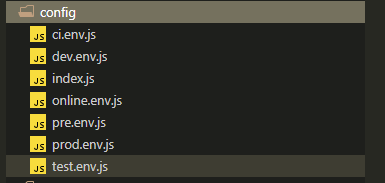 config
JS ci.env.js
JS dev.env.js
JS index.js
JS online.env.js
JS pre.env.js
JS prod.env.js
JS test.env.js